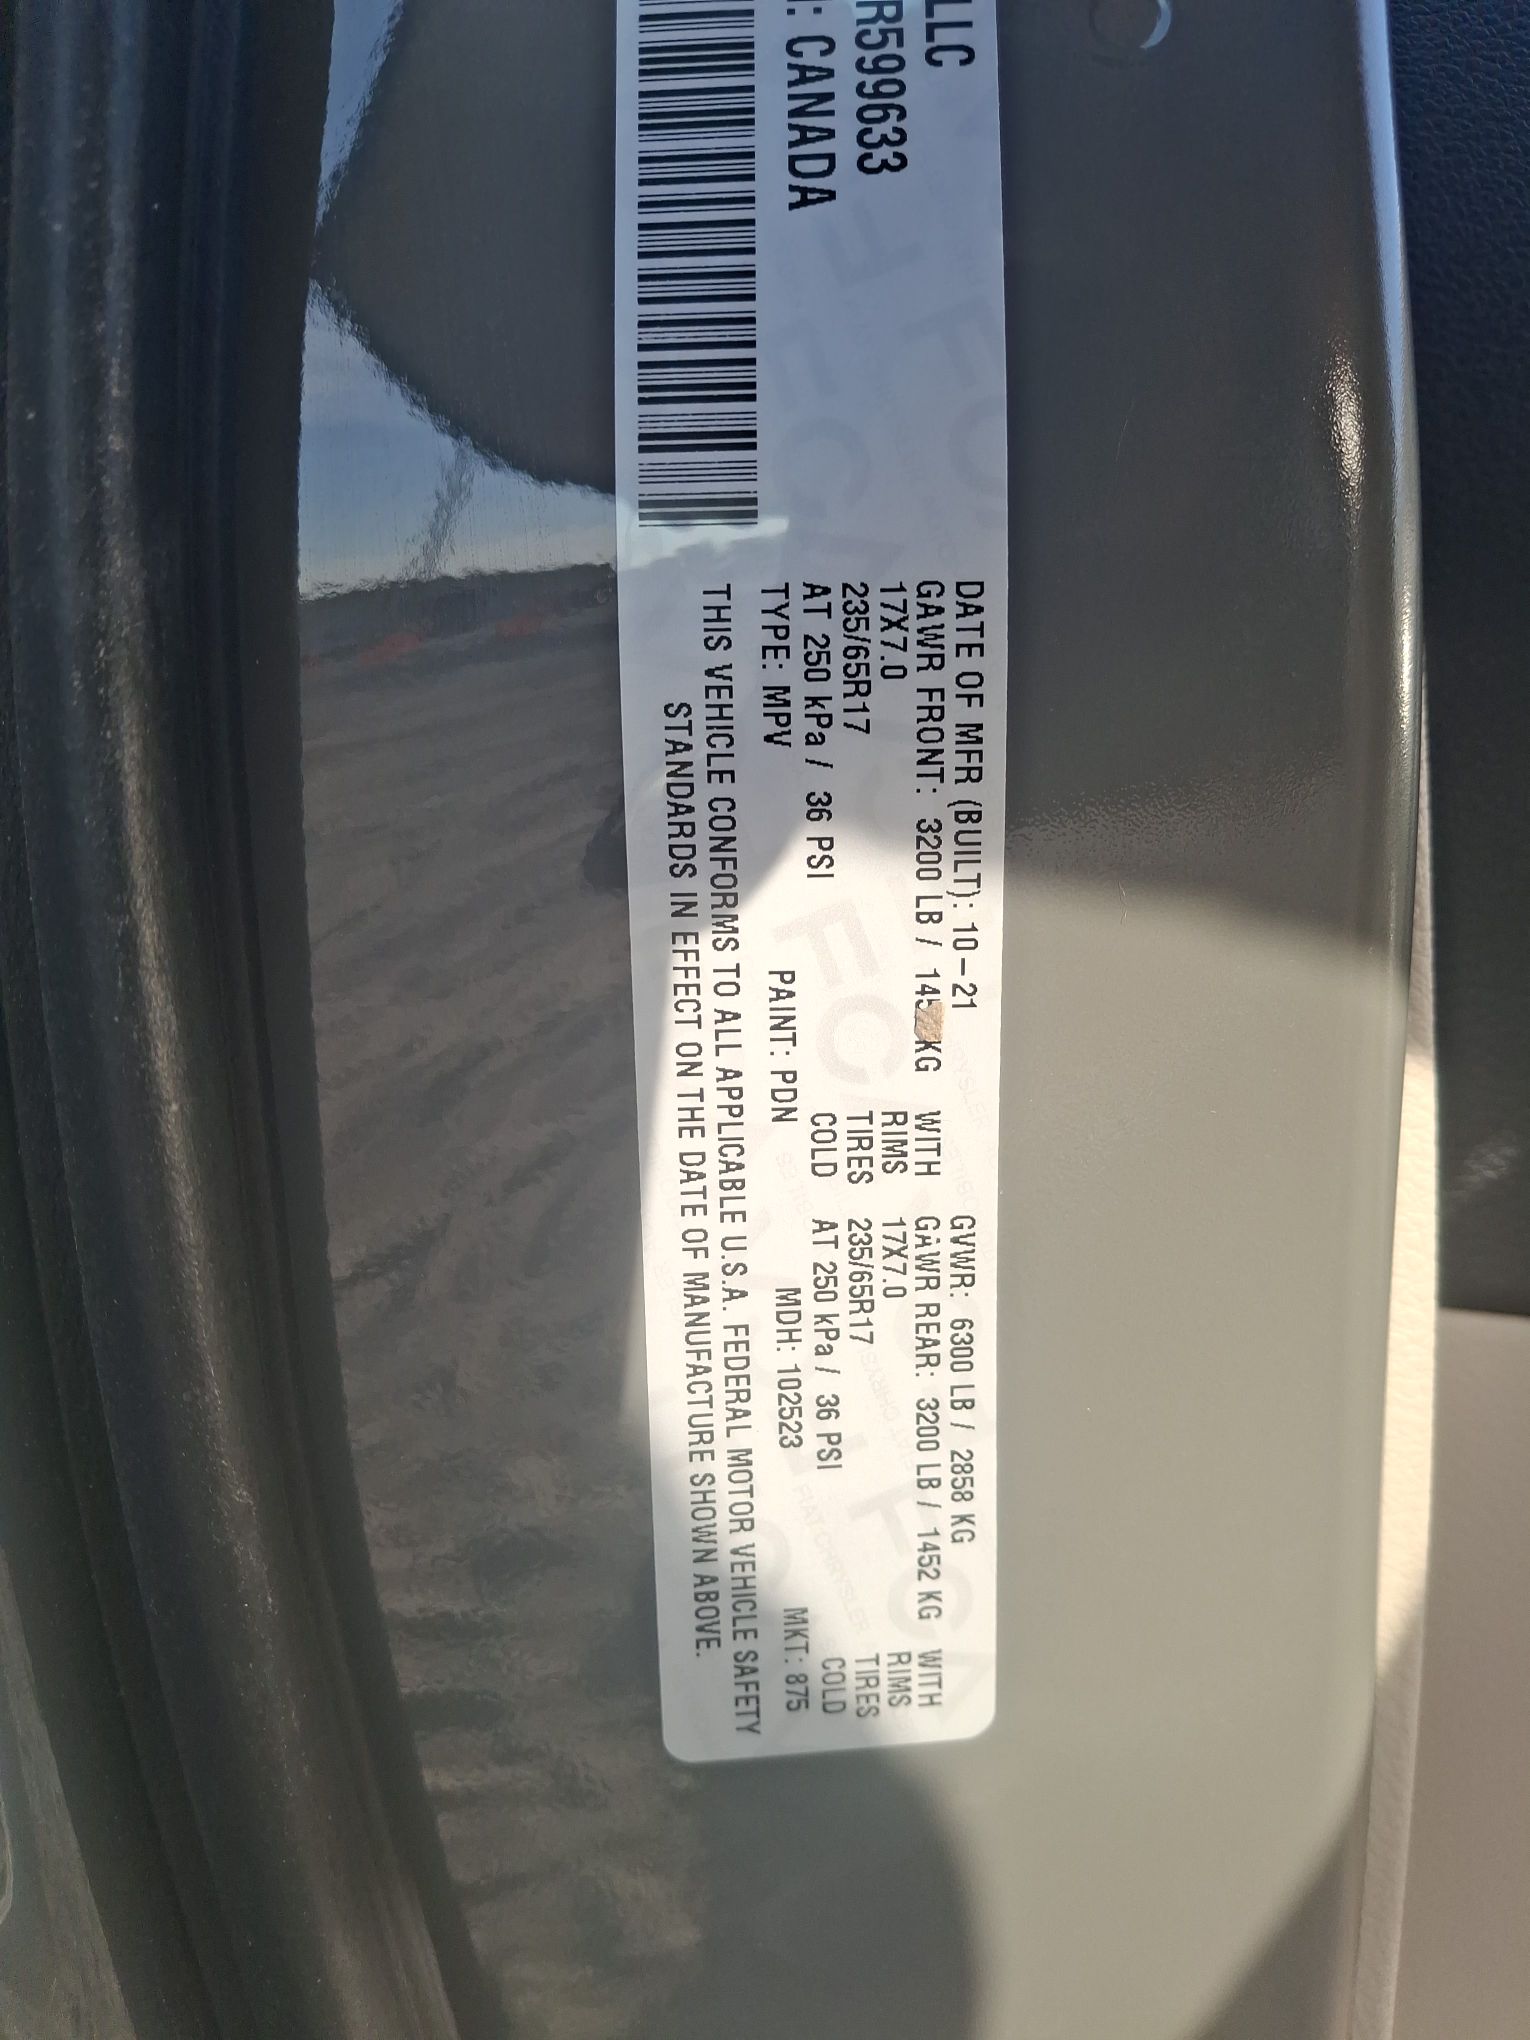 LLC
R599633
: CANADA
DATE OF MFR (BUILT): 10-21 GVWR: 6300 LB / 2858 KG
GAWR FRONT: 3200 LB / 145 KG WITH GAWR REAR: 3200 LB / 1452 KG WITH
17X7.0 RIMS 17X7.0 RIMS
235/65R17 TIRES 235/65R17 TIRES
AT 250 kPa / 36 PSI COLD AT 250 kPa / 36 PSI COLD
TYPE: MPV PAINT: PDN MDH: 102523 MKT: 875
THIS VEHICLE CONFORMS TO ALL APPLICABLE U.S.A. FEDERAL MOTOR VEHICLE SAFETY
STANDARDS IN EFFECT ON THE DATE OF MANUFACTURE SHOWN ABOVE.